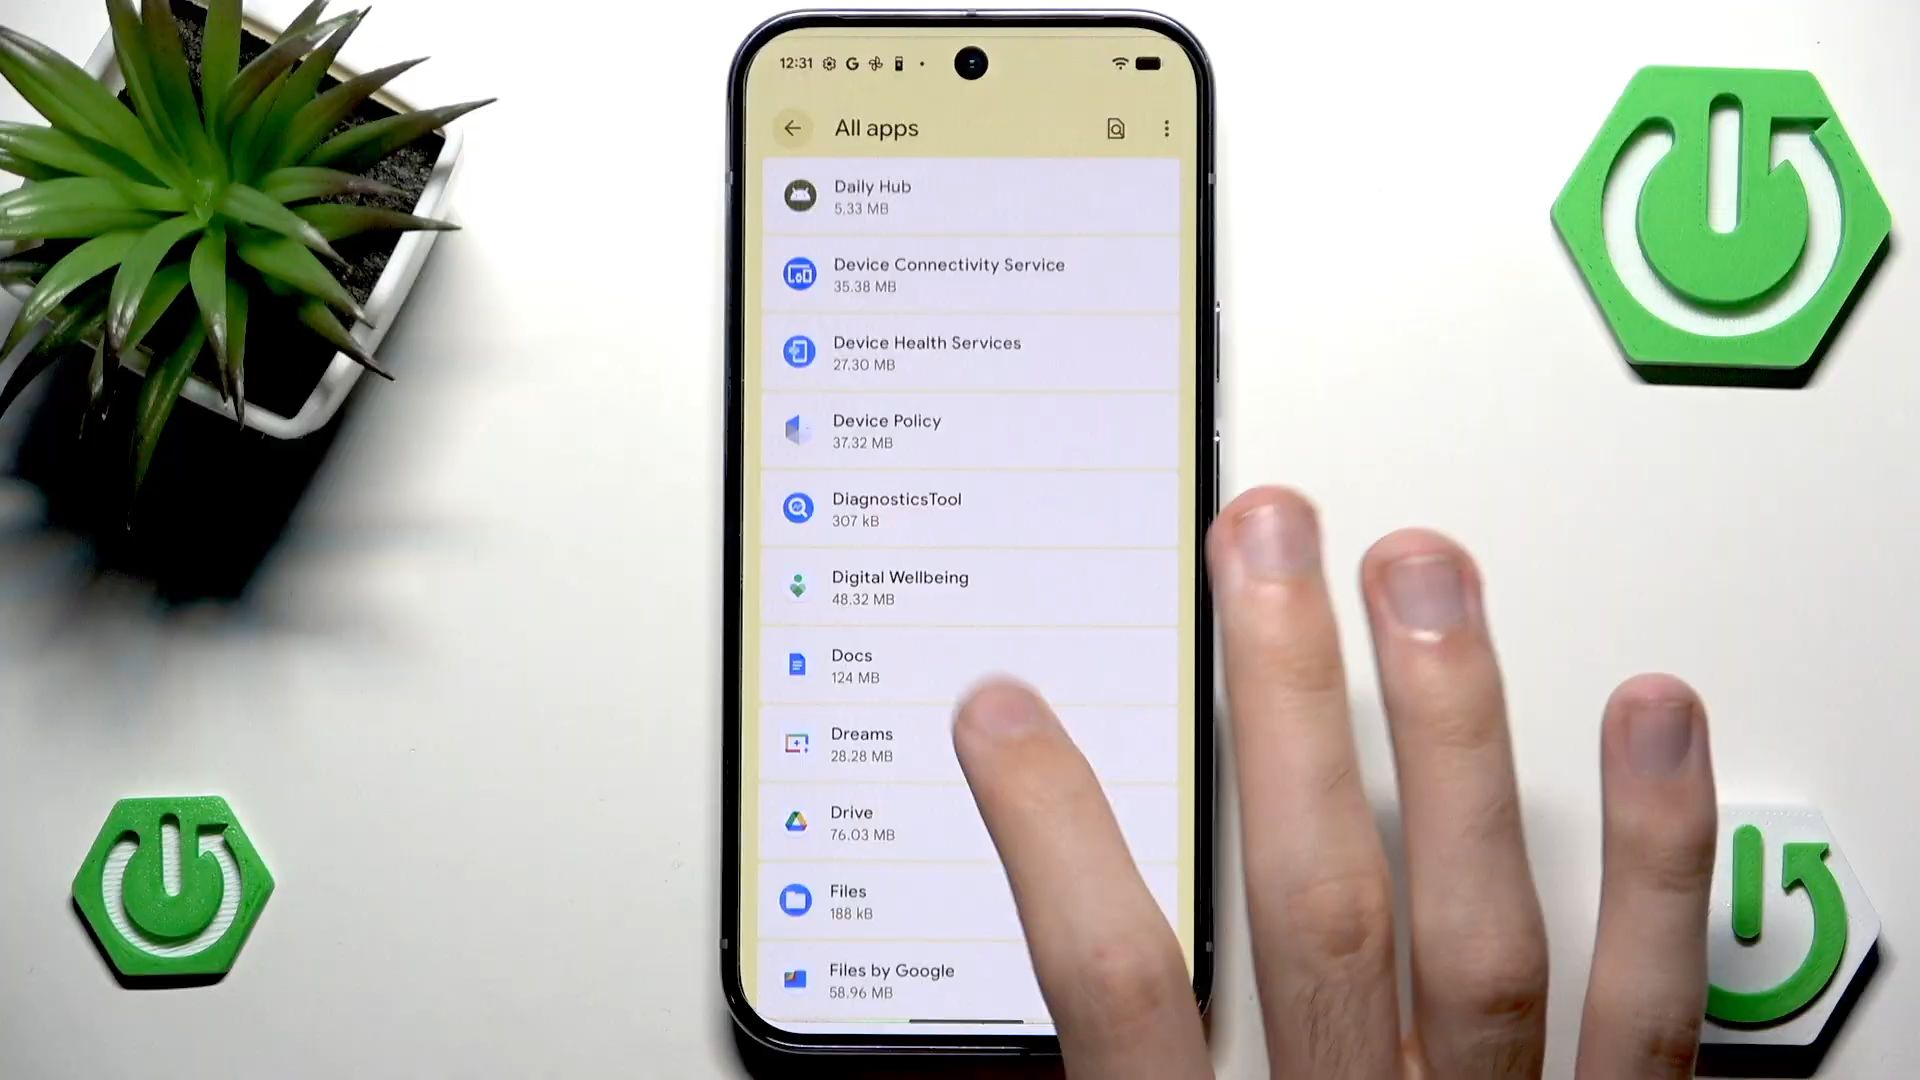 12:31
All apps
Daily Hub
5.33 MB
Device Connectivity Service
35.38 MB
Device Health Services
27.30 MB
Device Policy
37.32 MB
DiagnosticsTool
307 kB
Digital Wellbeing
48.32 MB
Docs
124 MB
Dreams
28.28 MB
Drive
76.03 MB
Files
188 kB
Files by Google
58.96 MB